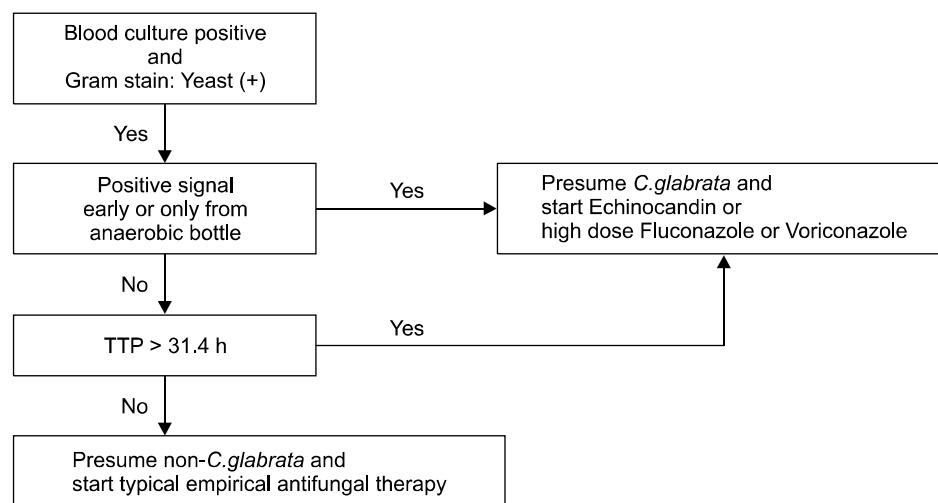 Blood culture positive
and
Gram stain: Yeast (+)
Yes
Positive signal
early or only from
anaerobic bottle
Yes
Presume C.glabrata and
start Echinocandin or
high dose Fluconazole or Voriconazole
No
TTP > 31.4 h
Yes
No
Presume non-C.glabrata and
start typical empirical antifungal therapy